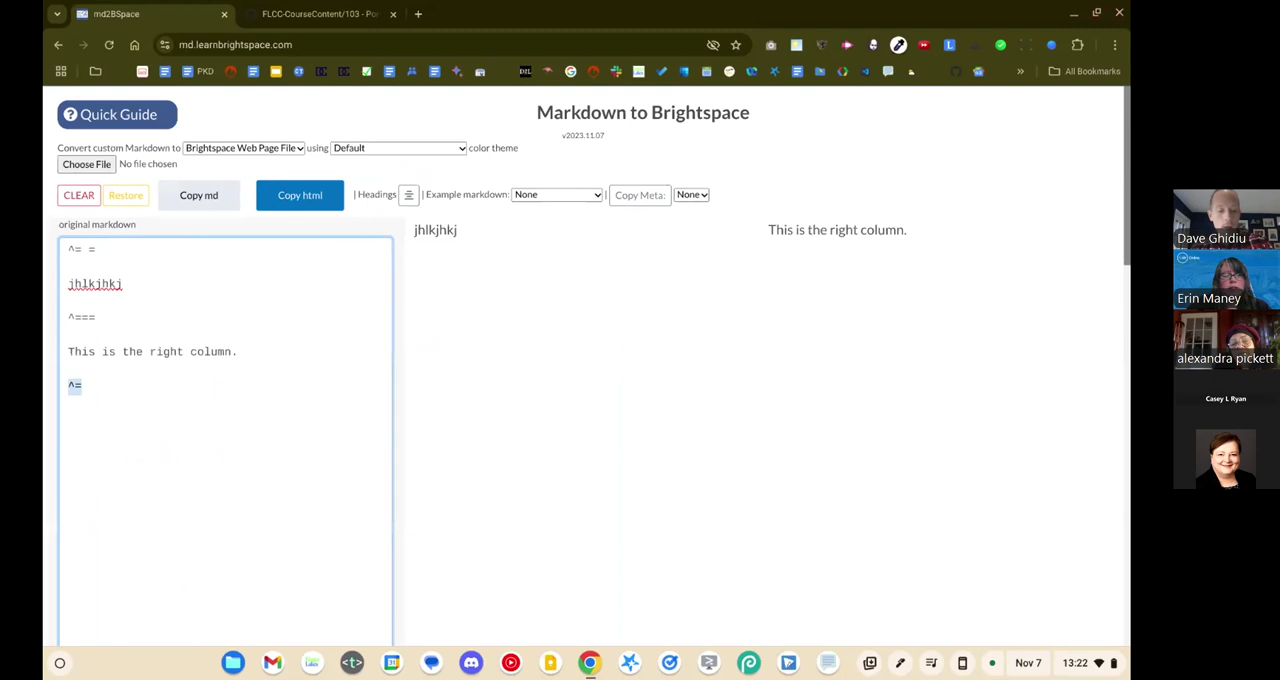 md2BSpace
FLCC-CourseContent/103 - Po
md.learnbrightspace.com
PKD
All Bookmarks
Quick Guide
Markdown to Brightspace
v2023.11.07
Convert custom Markdown to Brightspace Web Page File using Default color theme
Choose File No file chosen
CLEAR Restore Copy md Copy html | Headings | Example markdown: None | Copy Meta: None
original markdown
^= =
jhlkjhkj
^===
This is the right column.
^=
jhlkjhkj
This is the right column.
Dave Ghidiu
Erin Maney
alexandra pickett
Casey L Ryan
Nov 7
13:22